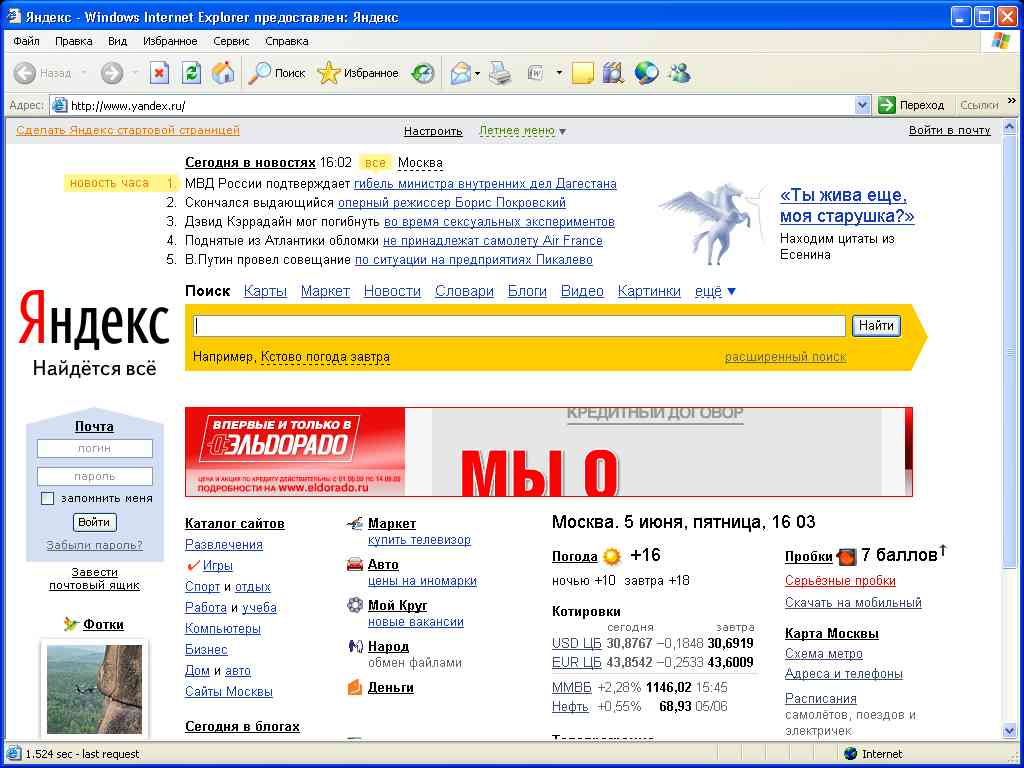 Яндекс - Windows Internet Explorer предоставлен: Яндекс
Файл Правка Вид Избранное Сервис Справка
Назад Поиск Избранное
Адрес: http://www.yandex.ru/ Переход Ссылки »
Сделать Яндекс стартовой страницей Настроить Летнее меню ▼ Войти в почту
Сегодня в новостях 16:02 все Москва
новость часа 1. МВД России подтверждает гибель министра внутренних дел Дагестана
2. Скончался выдающийся оперный режиссер Борис Покровский
3. Дэвид Кэррадайн мог погибнуть во время сексуальных экспериментов
4. Поднятые из Атлантики обломки не принадлежат самолету Air France
5. В.Путин провел совещание по ситуации на предприятиях Пикалево
«Ты жива еще,
моя старушка?»
Находим цитаты из
Есенина
Поиск Карты Маркет Новости Словари Блоги Видео Картинки ещё ▼
Яндекс
Найдётся всё
Найти
Например, Кстово погода завтра расширенный поиск
Почта
логин
пароль
запомнить меня
Войти
Забыли пароль?
Завести
почтовый ящик
Фотки
ВПЕРВЫЕ И ТОЛЬКО В
ЭЛЬДОРАДО
ЦЕНА И АКЦИЯ ПО КРЕДИТУ ДЕЙСТВИТЕЛЬНЫ С
ПОДРОБНОСТИ НА www.eldorado.ru
КРЕДИТНЫЙ ДОГОВОР
МЫ О
Каталог сайтов
Развлечения
Игры
Спорт и отдых
Работа и учеба
Компьютеры
Бизнес
Дом и авто
Сайты Москвы
Сегодня в блогах
Маркет
купить телевизор
Авто
цены на иномарки
Мой Круг
новые вакансии
Народ
обмен файлами
Деньги
Москва. 5 июня, пятница, 16 03
Погода +16
ночью +10 завтра +18
Котировки
сегодня завтра
USD ЦБ 30,8767 −0,1848 30,6919
EUR ЦБ 43,8542 −0,2533 43,6009
ММВБ +2,28% 1146,02 15:45
Нефть +0,55% 68,93 05/06
Пробки 7 баллов↑
Серьёзные пробки
Скачать на мобильный
Карта Москвы
Схема метро
Адреса и телефоны
Расписания
самолётов, поездов и
электричек
1.524 sec - last request Internet